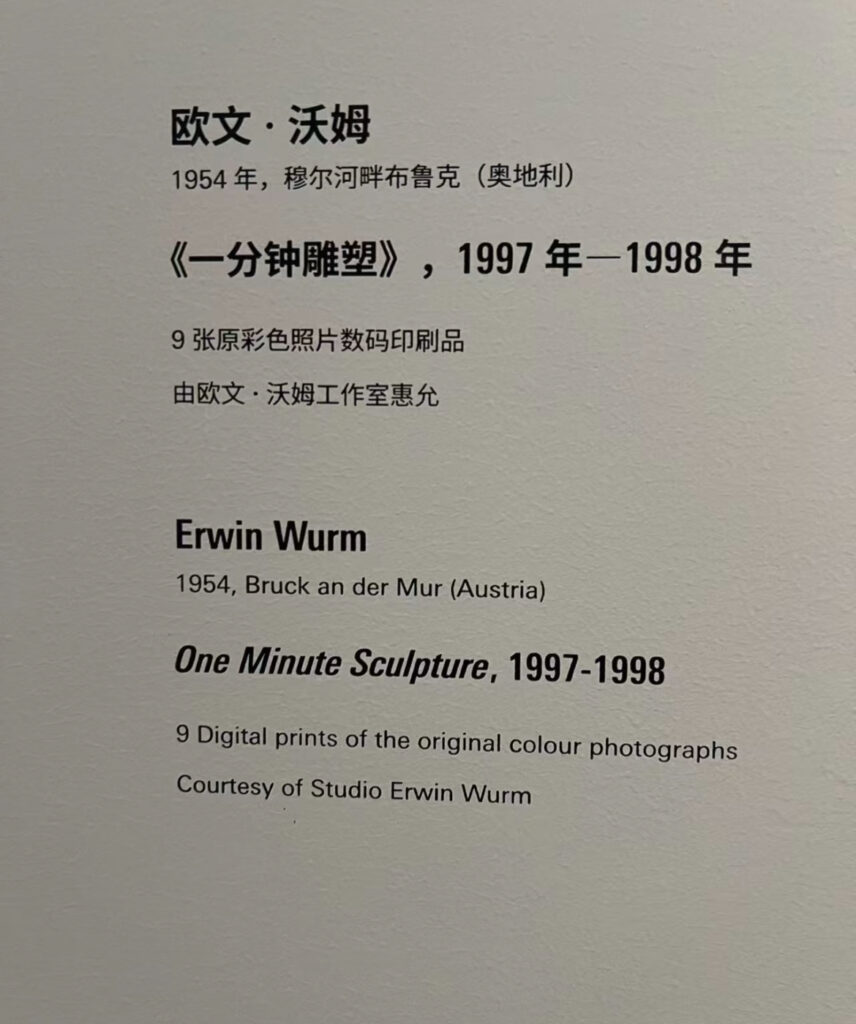 欧文·沃姆
1954 年，穆尔河畔布鲁克（奥地利）
《一分钟雕塑》，1997 年—1998 年
9 张原彩色照片数码印刷品
由欧文·沃姆工作室惠允
Erwin Wurm
1954, Bruck an der Mur (Austria)
One Minute Sculpture, 1997-1998
9 Digital prints of the original colour photographs
Courtesy of Studio Erwin Wurm